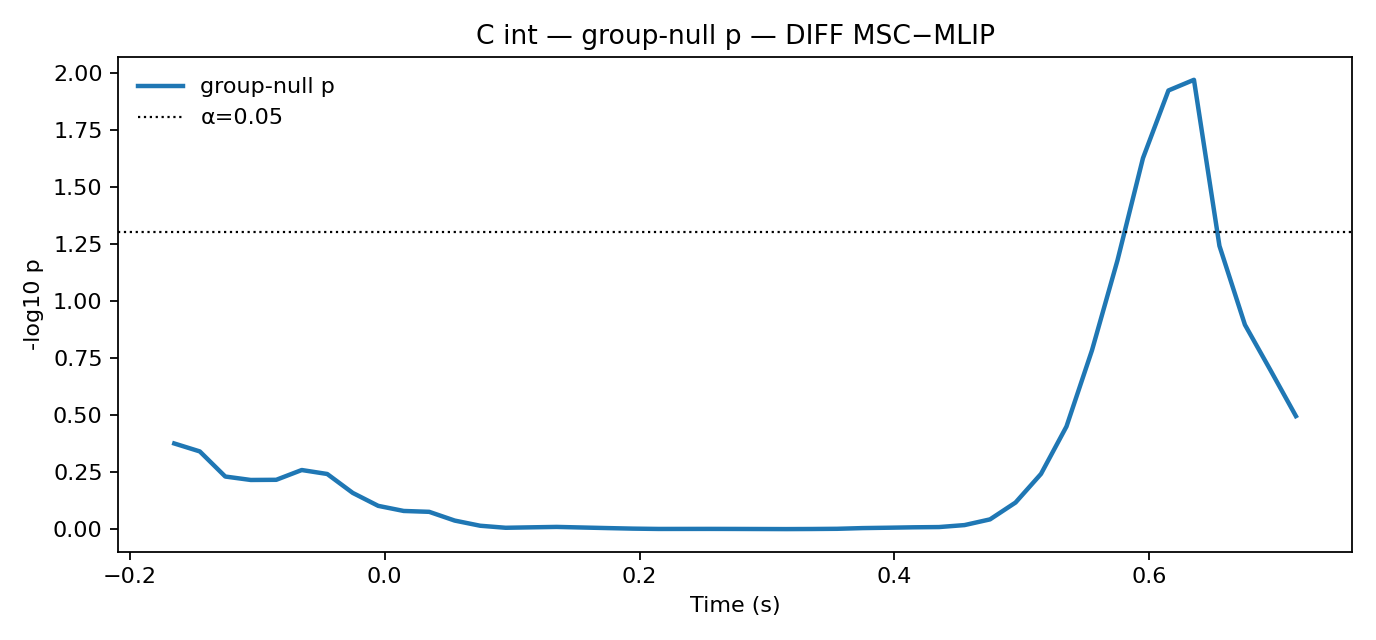 C int — group-null p — DIFF MSC−MLIP
group-null p
α=0.05
2.00
1.75
1.50
1.25
1.00
0.75
0.50
0.25
0.00
-log10 p
−0.2
0.0
0.2
0.4
0.6
Time (s)